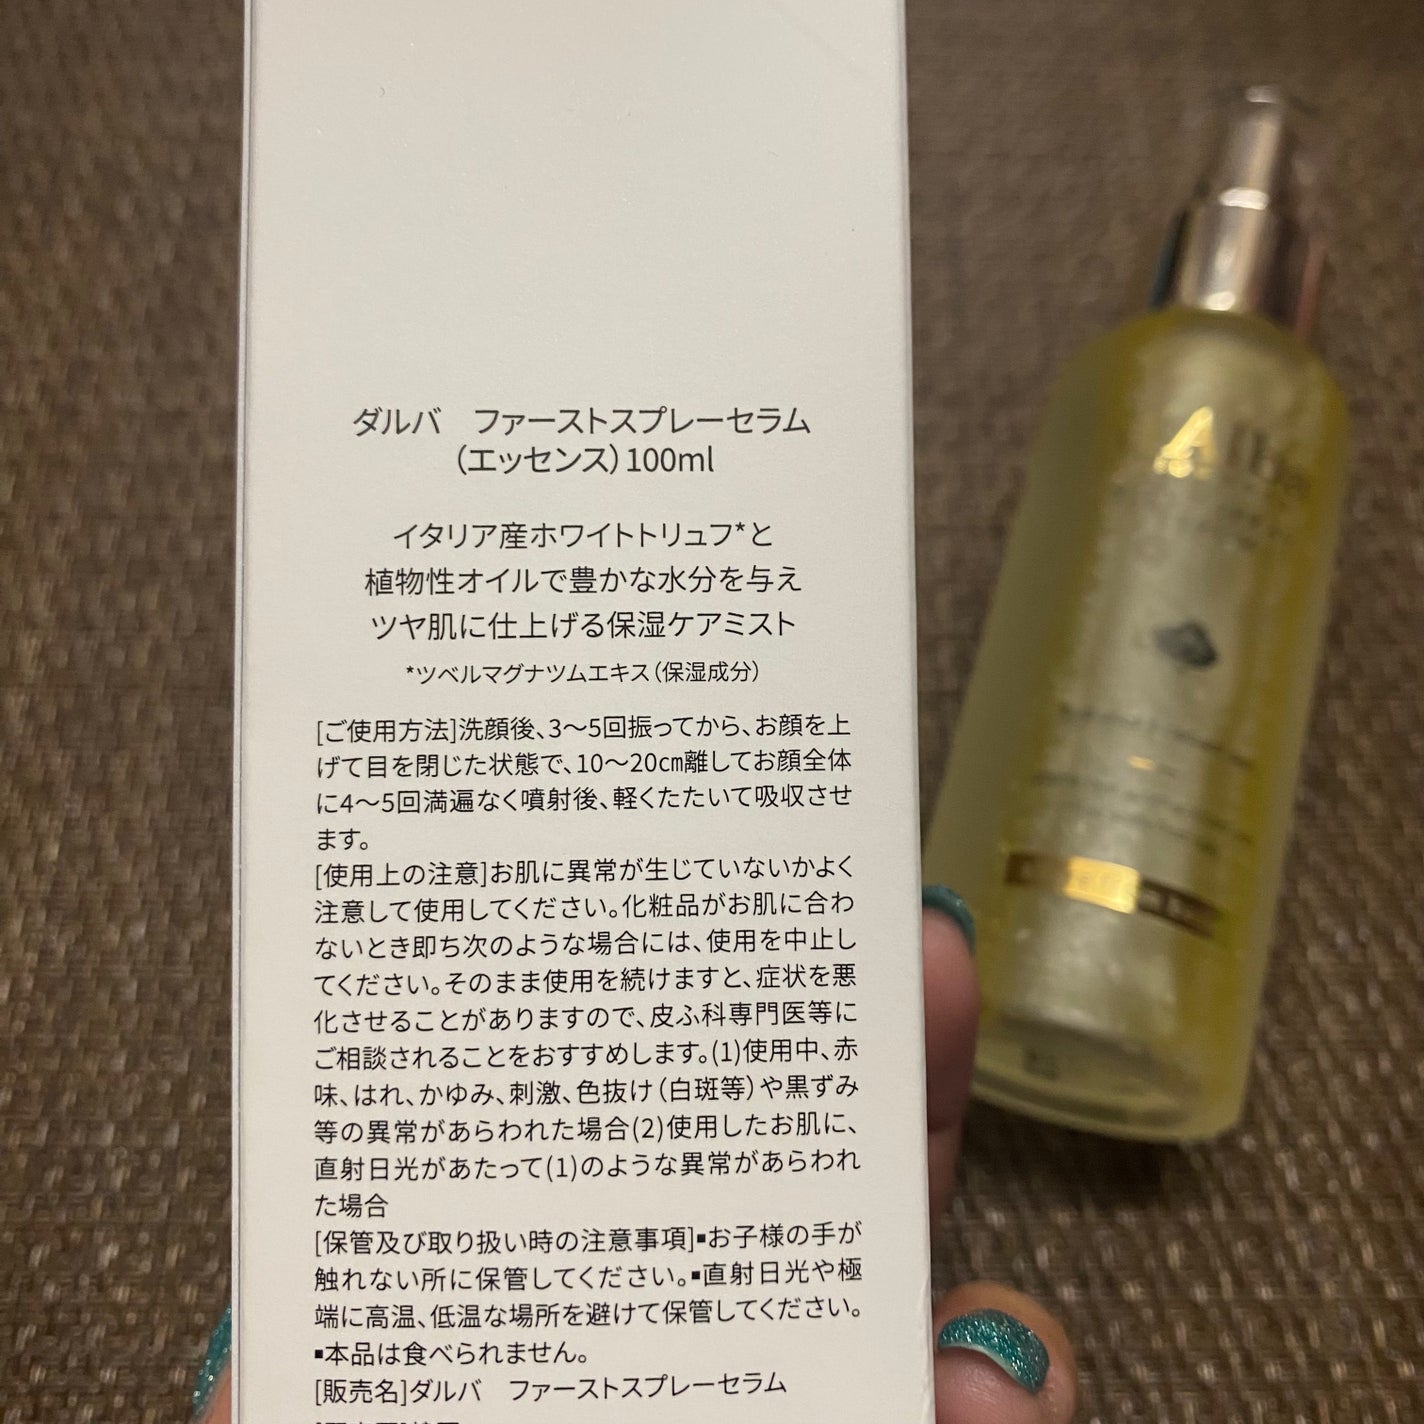 ダルバ　ファーストスプレーセラム
（エッセンス）100ml
イタリア産ホワイトトリュフ*と
植物性オイルで豊かな水分を与え
ツヤ肌に仕上げる保湿ケアミスト
*ツベルマグナツムエキス（保湿成分）
[ご使用方法]洗顔後、3～5回振ってから、お顔を上
げて目を閉じた状態で、10～20㎝離してお顔全体
に4～5回満遍なく噴射後、軽くたたいて吸収させ
ます。
[使用上の注意]お肌に異常が生じていないかよく
注意して使用してください。化粧品がお肌に合わ
ないとき即ち次のような場合には、使用を中止し
てください。そのまま使用を続けますと、症状を悪
化させることがありますので、皮ふ科専門医等に
ご相談されることをおすすめします。(1)使用中、赤
味、はれ、かゆみ、刺激、色抜け（白斑等）や黒ずみ
等の異常があらわれた場合(2)使用したお肌に、
直射日光があたって(1)のような異常があらわれ
た場合
[保管及び取り扱い時の注意事項]▪お子様の手が
触れない所に保管してください。▪直射日光や極
端に高温、低温な場所を避けて保管してください。
▪本品は食べられません。
[販売名]ダルバ　ファーストスプレーセラム